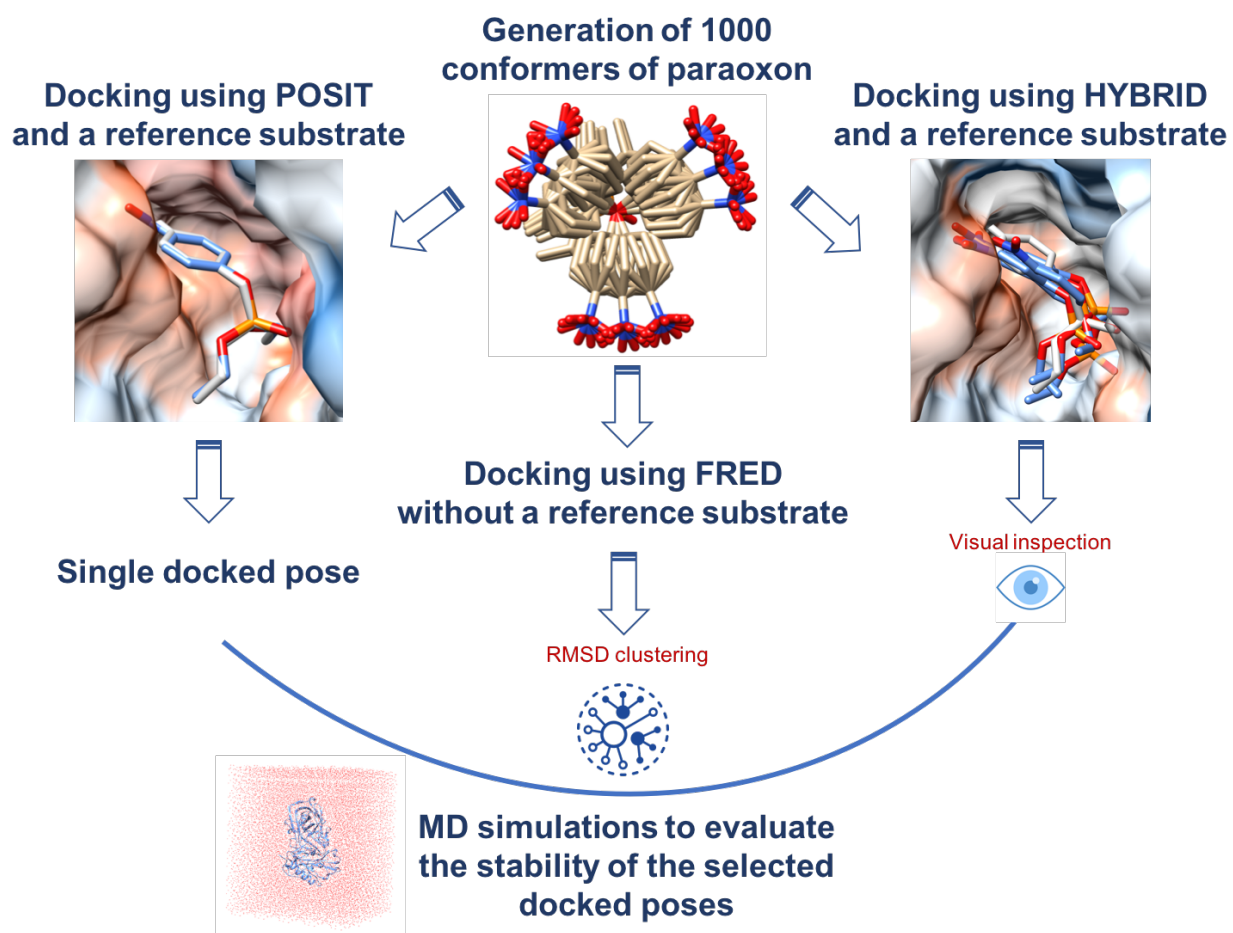 Generation of 1000
conformers of paraoxon
Docking using POSIT
and a reference substrate
Docking using HYBRID
and a reference substrate
Docking using FRED
without a reference substrate
Single docked pose
Visual inspection
RMSD clustering
MD simulations to evaluate
the stability of the selected
docked poses